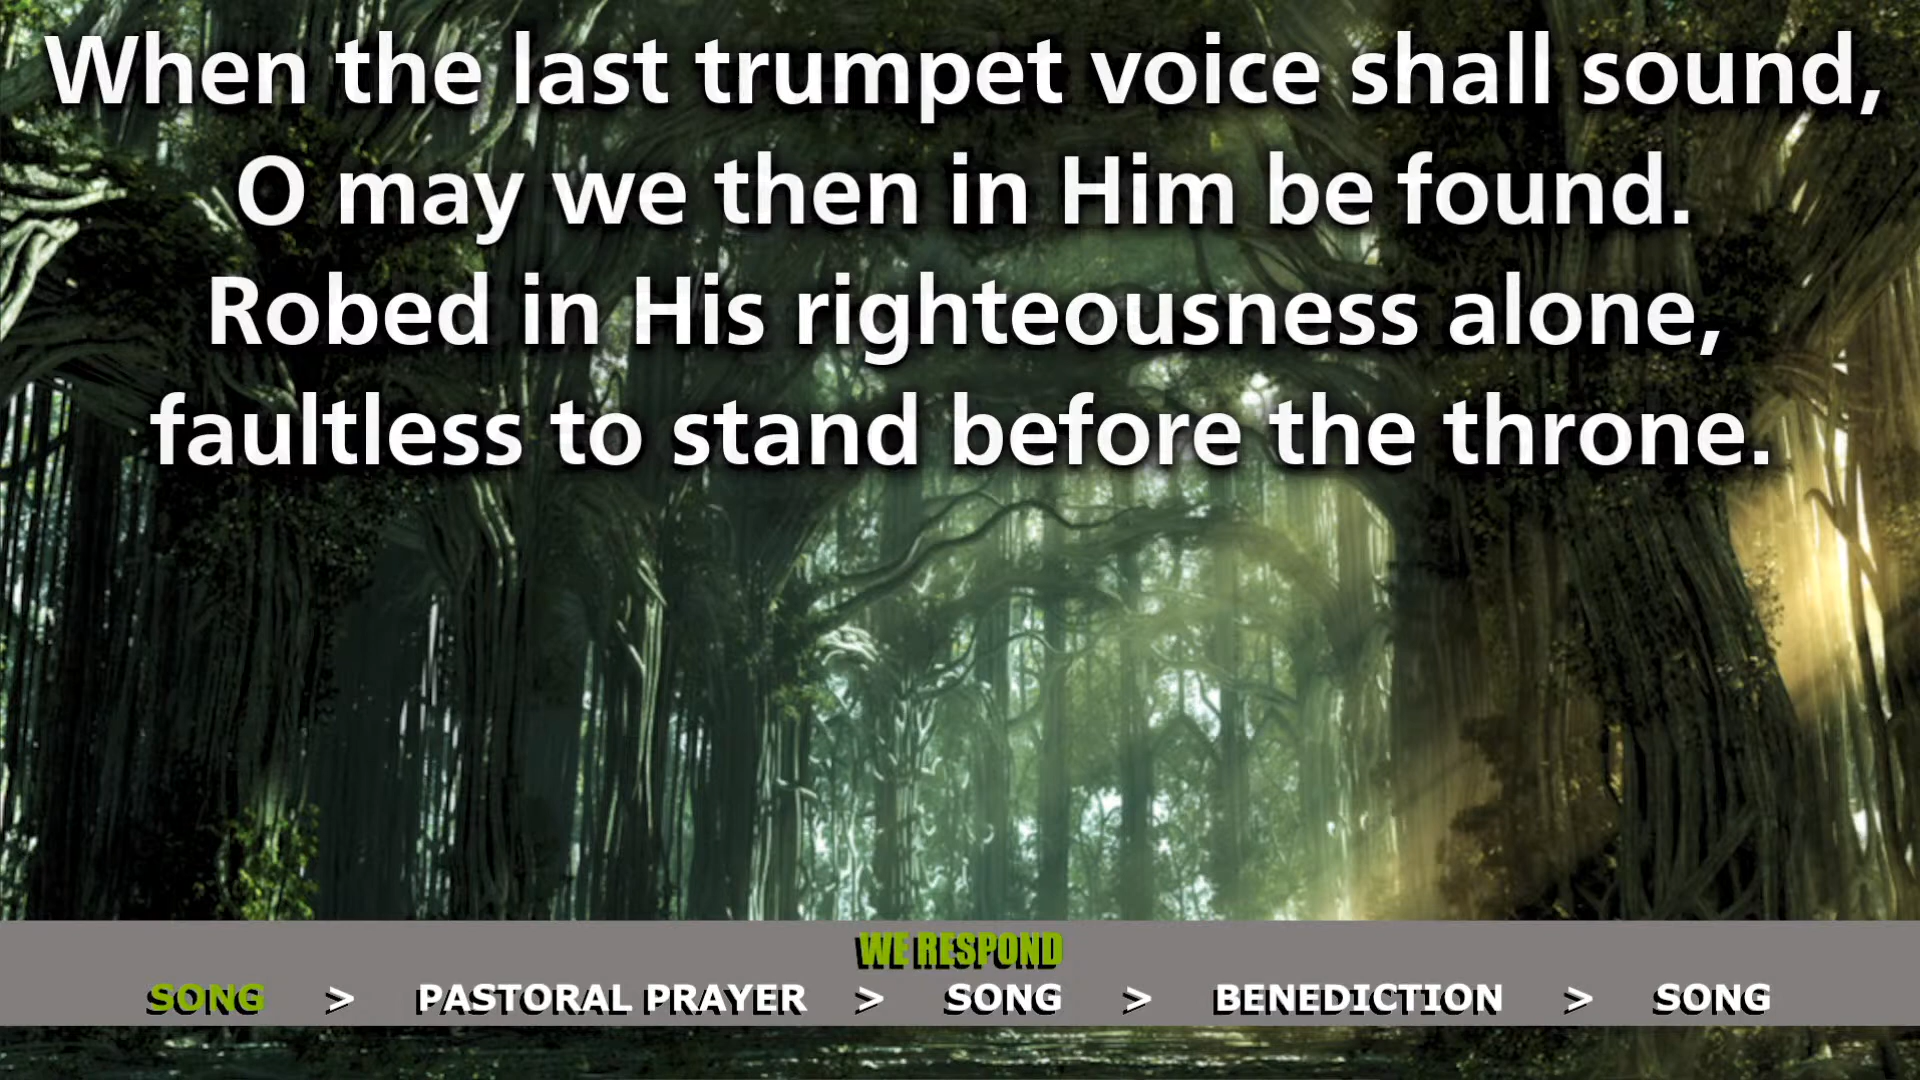 When the last trumpet voice shall sound,
O may we then in Him be found.
Robed in His righteousness alone,
faultless to stand before the throne.
WE RESPOND
SONG > PASTORAL PRAYER > SONG > BENEDICTION > SONG